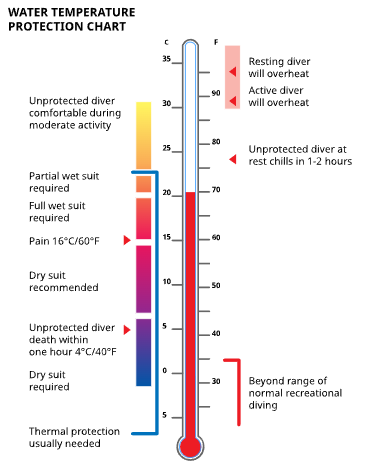 WATER TEMPERATURE
PROTECTION CHART
C
F
35
30
25
20
15
10
5
0
5
90
80
70
60
50
40
30
Unprotected diver
comfortable during
moderate activity
Partial wet suit
required
Full wet suit
required
Pain 16°C/60°F
Dry suit
recommended
Unprotected diver
death within
one hour 4°C/40°F
Dry suit
required
Thermal protection
usually needed
Resting diver
will overheat
Active diver
will overheat
Unprotected diver at
rest chills in 1-2 hours
Beyond range of
normal recreational
diving